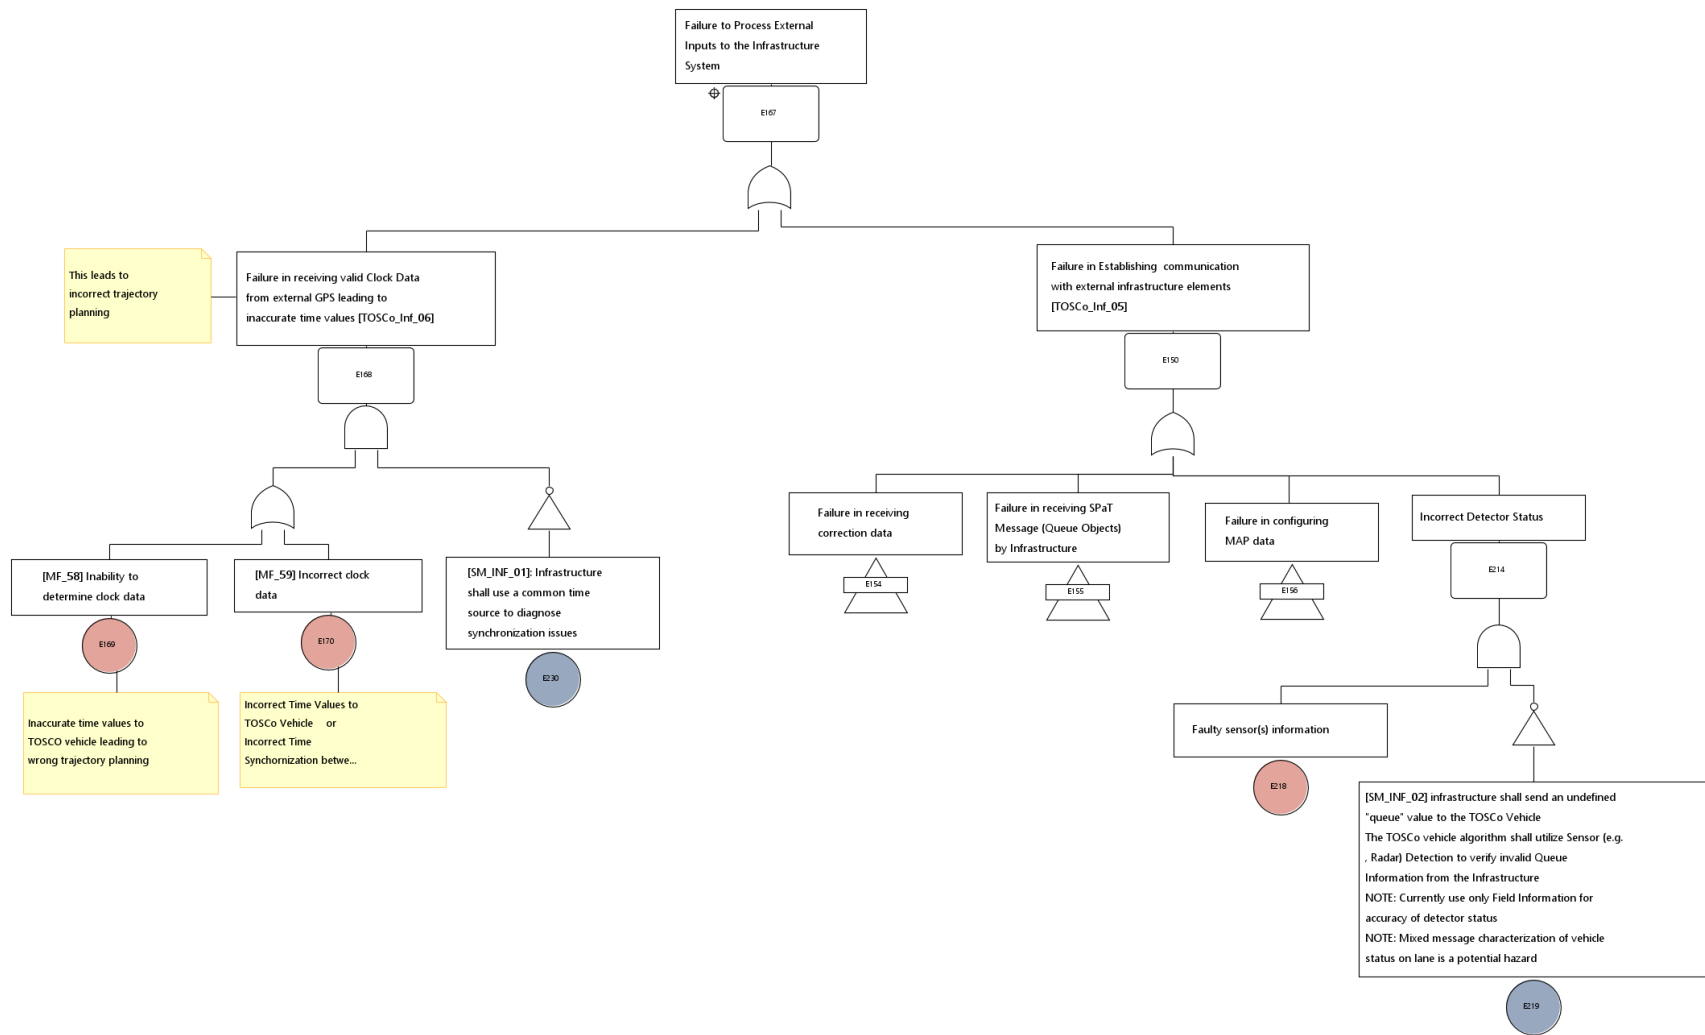 Failure to Process External
Inputs to the Infrastructure
System
E167
This leads to
incorrect trajectory
planning
Failure in receiving valid Clock Data
from external GPS leading to
inaccurate time values [TOSCo_Inf_06]
E168
Failure in Establishing communication
with external infrastructure elements
[TOSCo_Inf_05]
E150
[MF_58] Inability to
determine clock data
E169
Inaccurate time values to
TOSCO vehicle leading to
wrong trajectory planning
[MF_59] Incorrect clock
data
E170
Incorrect Time Values to
TOSCo Vehicle or
Incorrect Time
Synchornization betwe...
[SM_INF_01]: Infrastructure
shall use a common time
source to diagnose
synchronization issues
E230
Failure in receiving
correction data
E154
Failure in receiving SPaT
Message (Queue Objects)
by Infrastructure
E155
Failure in configuring
MAP data
E156
Incorrect Detector Status
E214
Faulty sensor(s) information
E218
[SM_INF_02] infrastructure shall send an undefined
"queue" value to the TOSCo Vehicle
The TOSCo vehicle algorithm shall utilize Sensor (e.g.
, Radar) Detection to verify invalid Queue
Information from the Infrastructure
NOTE: Currently use only Field Information for
accuracy of detector status
NOTE: Mixed message characterization of vehicle
status on lane is a potential hazard
E219